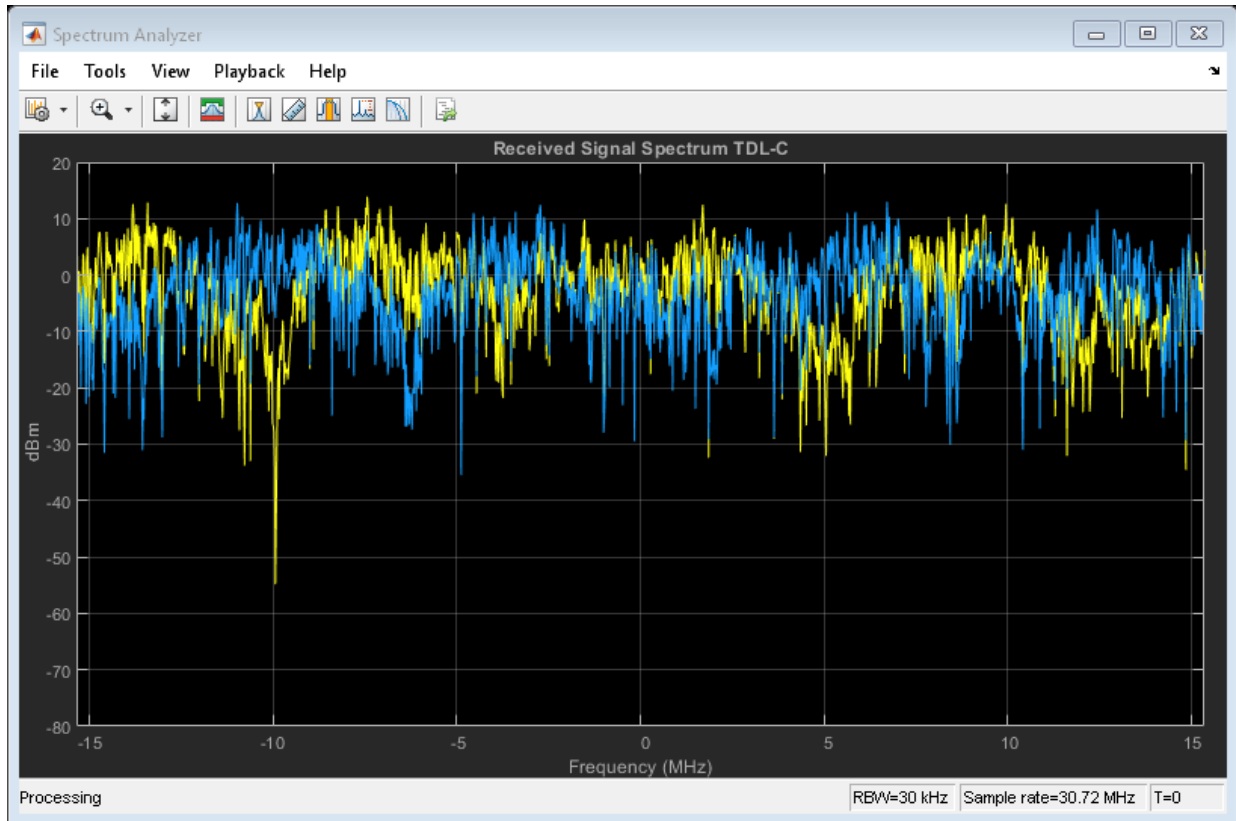 Spectrum Analyzer
File Tools View Playback Help
Received Signal Spectrum TDL-C
20
10
0
-10
-20
-30
-40
-50
-60
-70
-80
dBm
-15 -10 -5 0 5 10 15
Frequency (MHz)
Processing RBW=30 kHz Sample rate=30.72 MHz T=0